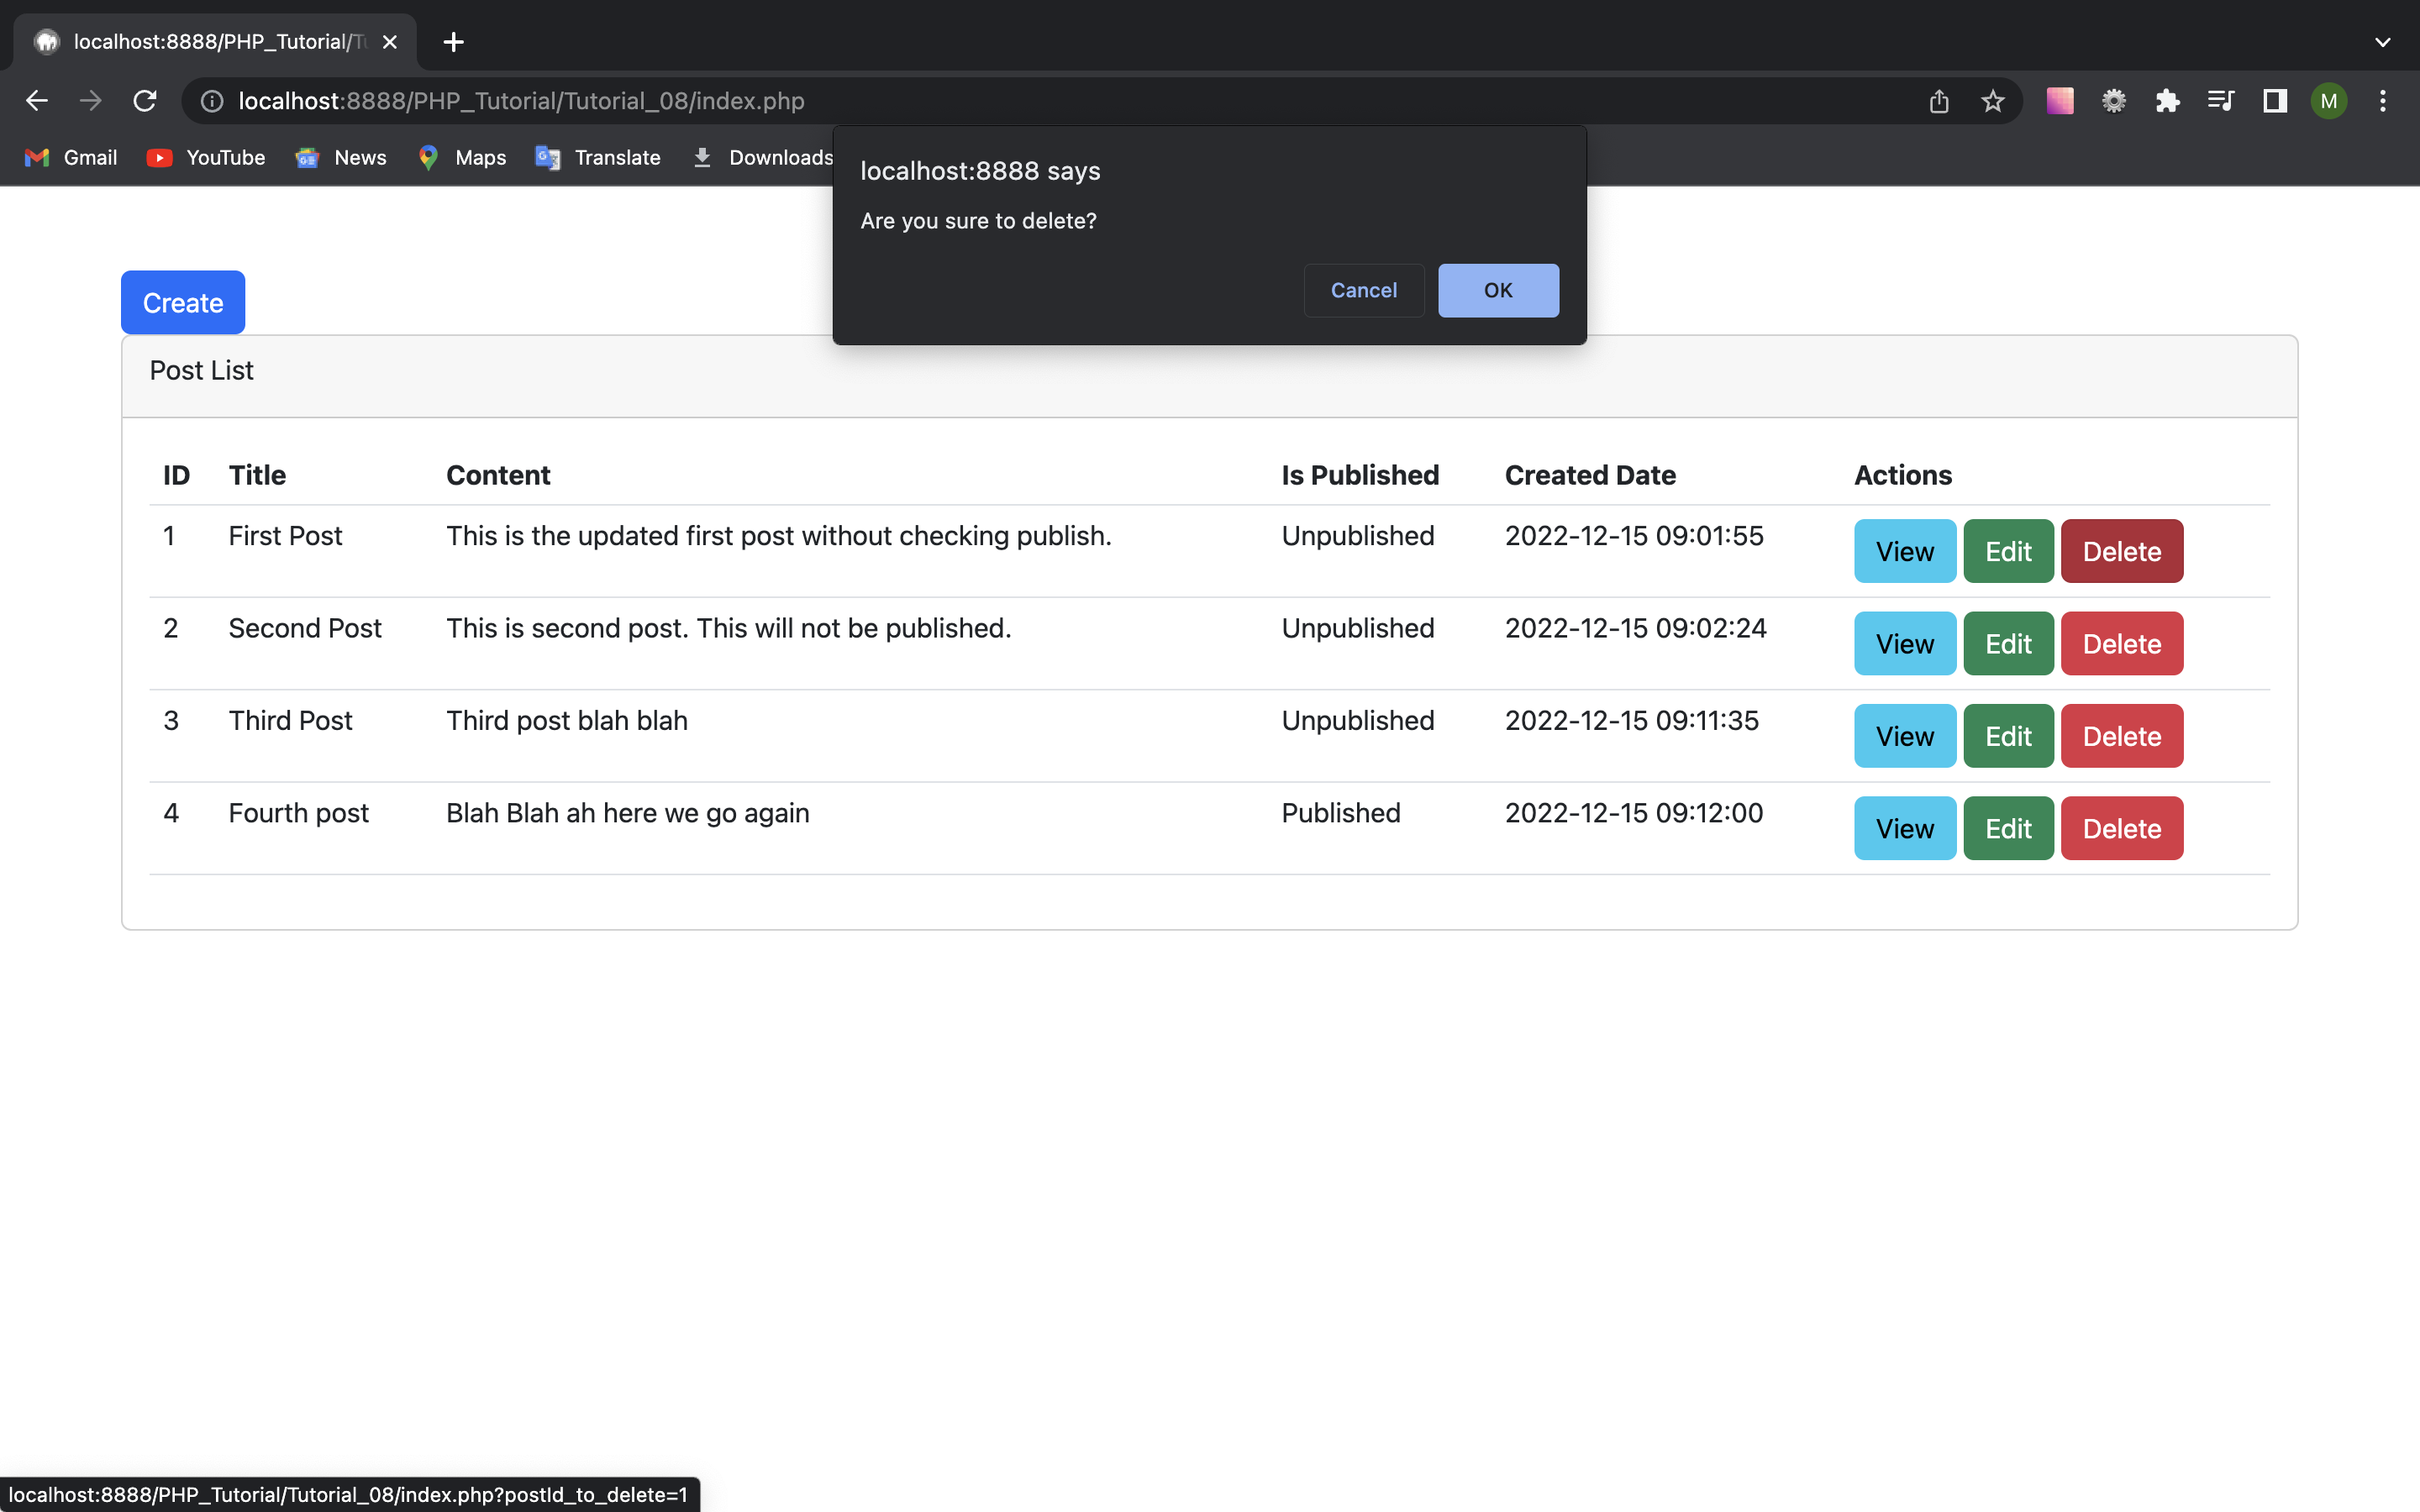 localhost:8888/PHP_Tutorial/Tu
localhost:8888/PHP_Tutorial/Tutorial_08/index.php
M
Gmail YouTube News Maps Translate Downloads
localhost:8888 says
Are you sure to delete?
Cancel OK
Create
Post List
ID Title Content Is Published Created Date Actions
1 First Post This is the updated first post without checking publish. Unpublished 2022-12-15 09:01:55 View Edit Delete
2 Second Post This is second post. This will not be published. Unpublished 2022-12-15 09:02:24 View Edit Delete
3 Third Post Third post blah blah Unpublished 2022-12-15 09:11:35 View Edit Delete
4 Fourth post Blah Blah ah here we go again Published 2022-12-15 09:12:00 View Edit Delete
localhost:8888/PHP_Tutorial/Tutorial_08/index.php?postId_to_delete=1